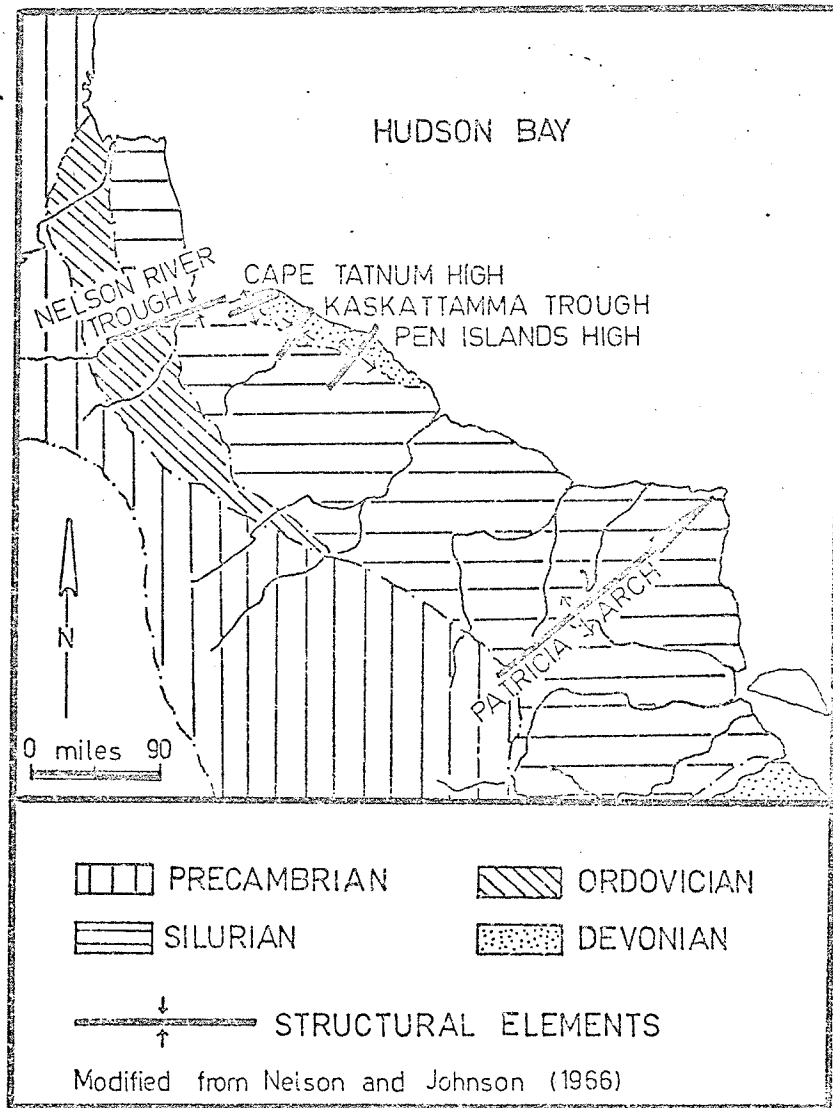 HUDSON BAY
NELSON RIVER
TROUGH
CAPE TATNUM HIGH
KASKATTAMMA TROUGH
PEN ISLANDS HIGH
PATRICIA ARCH
N
0 miles 90
PRECAMBRIAN
ORDOVICIAN
SILURIAN
DEVONIAN
STRUCTURAL ELEMENTS
Modified from Nelson and Johnson (1966)